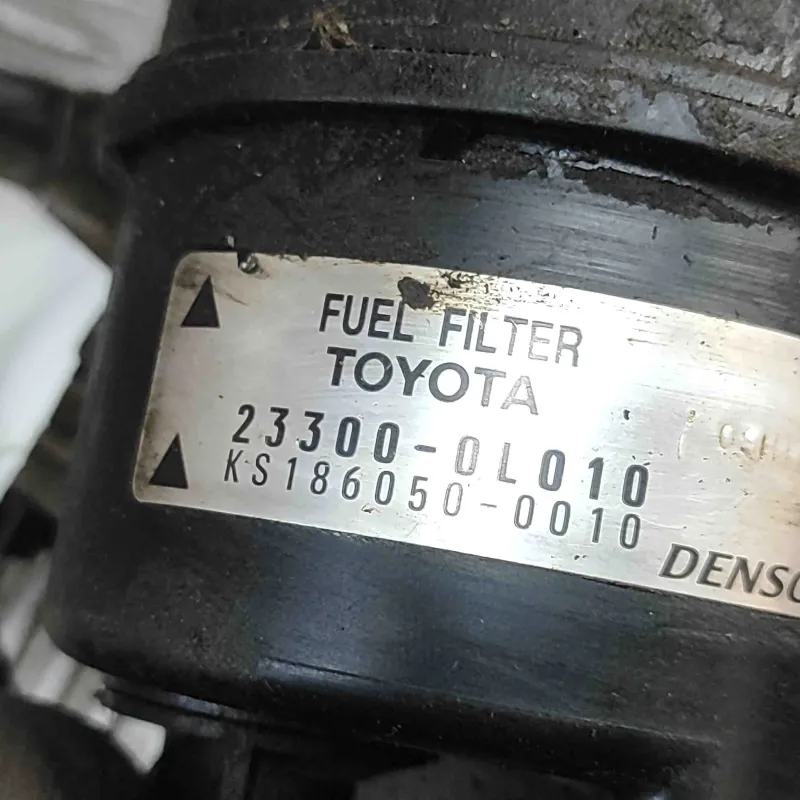 FUEL FILTER
TOYOTA
23300-0L010
KS186050-0010
DENSO